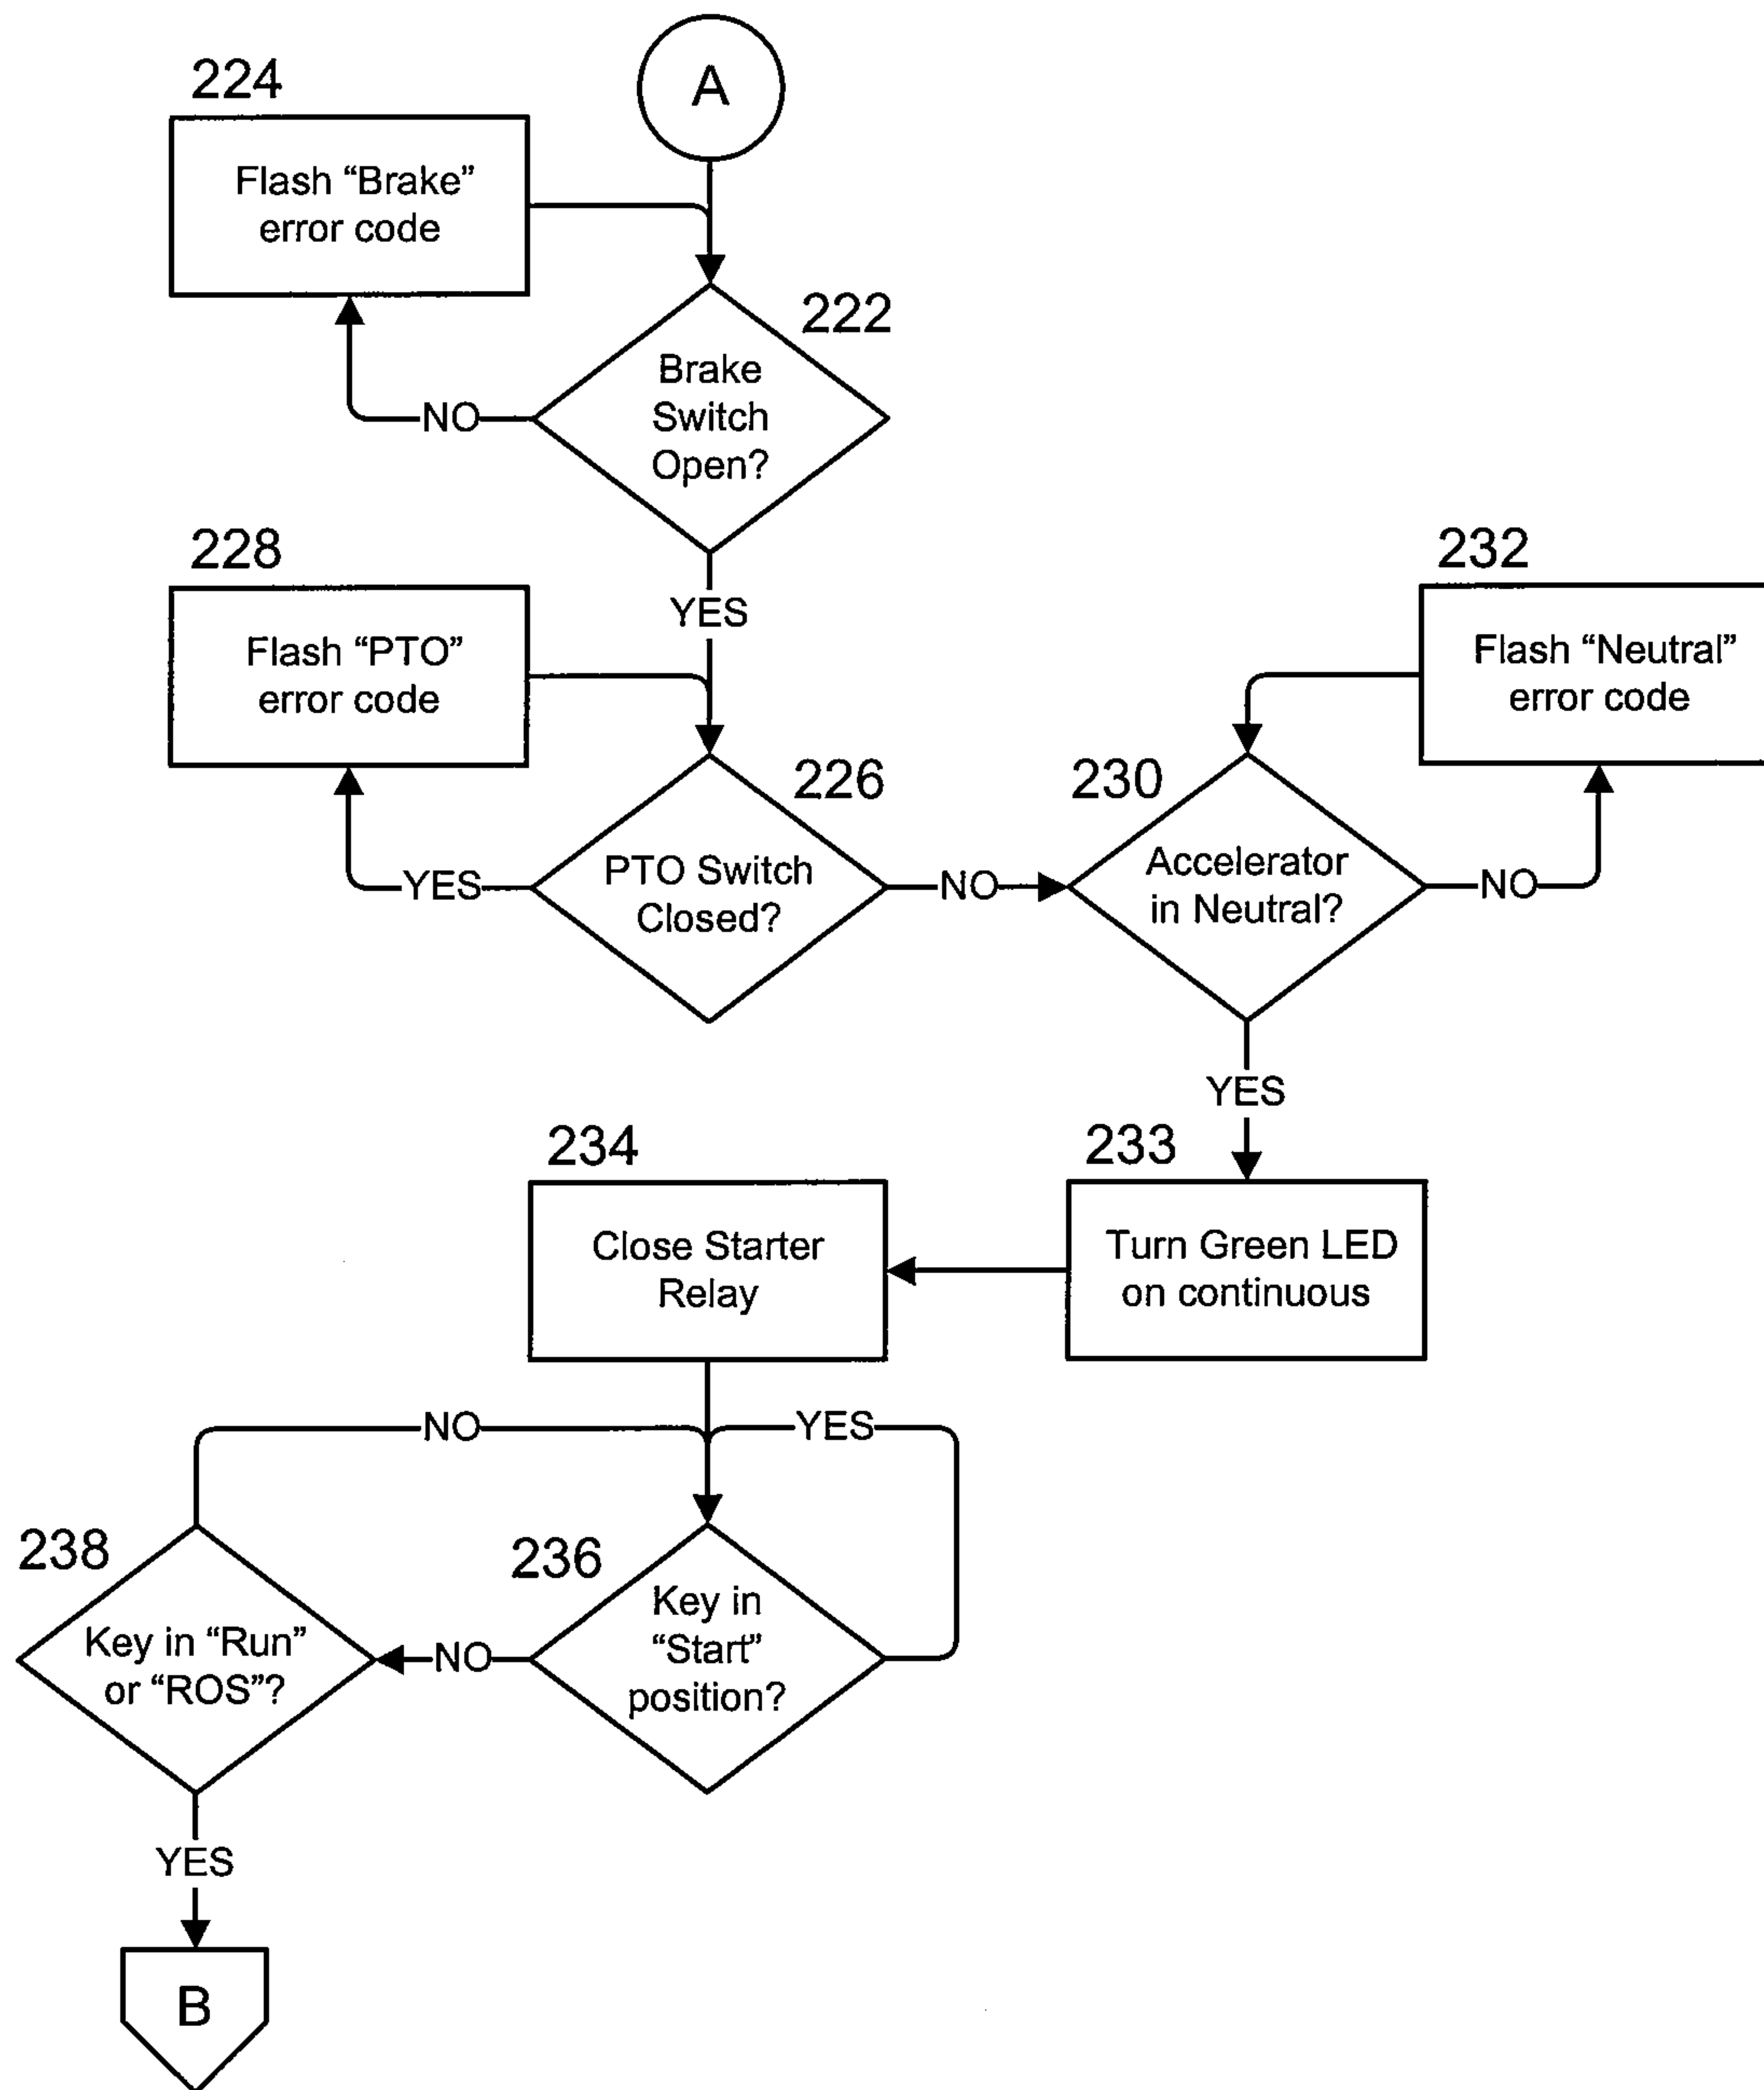 A
224
Flash “Brake”
error code
222
Brake
Switch
Open?
NO
YES
228
Flash “PTO”
error code
226
PTO Switch
Closed?
YES
NO
232
Flash “Neutral”
error code
230
Accelerator
in Neutral?
NO
YES
233
Turn Green LED
on continuous
234
Close Starter
Relay
NO
YES
236
Key in
“Start”
position?
NO
238
Key in “Run”
or “ROS”?
YES
B